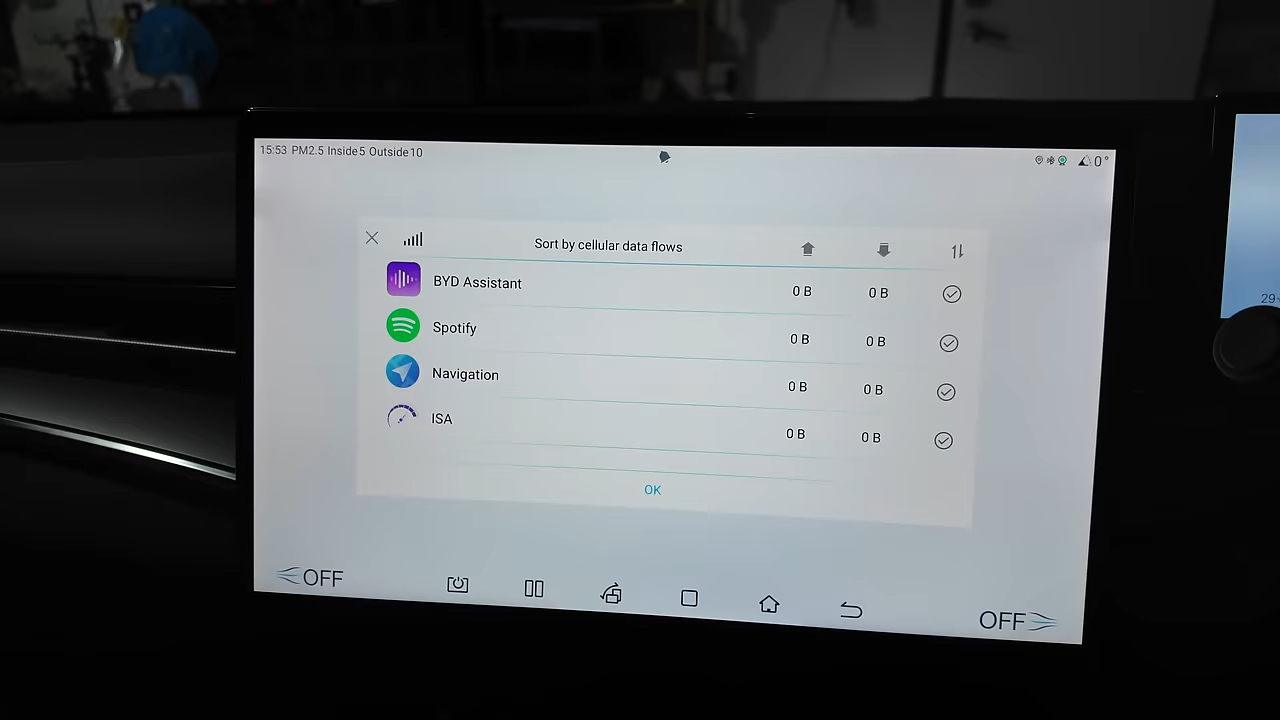 15:53 PM2.5 Inside5 Outside10
0°
Sort by cellular data flows
BYD Assistant 0 B 0 B
Spotify 0 B 0 B
Navigation 0 B 0 B
ISA 0 B 0 B
OK
OFF
OFF
29